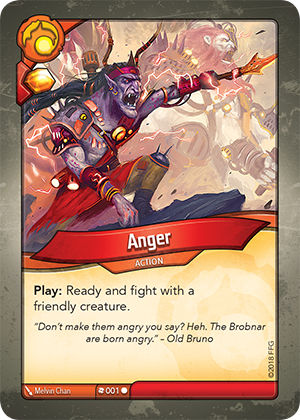 Anger
ACTION
Play: Ready and fight with a
friendly creature.
"Don't make them angry you say? Heh. The Brobnar
are born angry." - Old Bruno
Melvin Chan
001
©2018 FFG